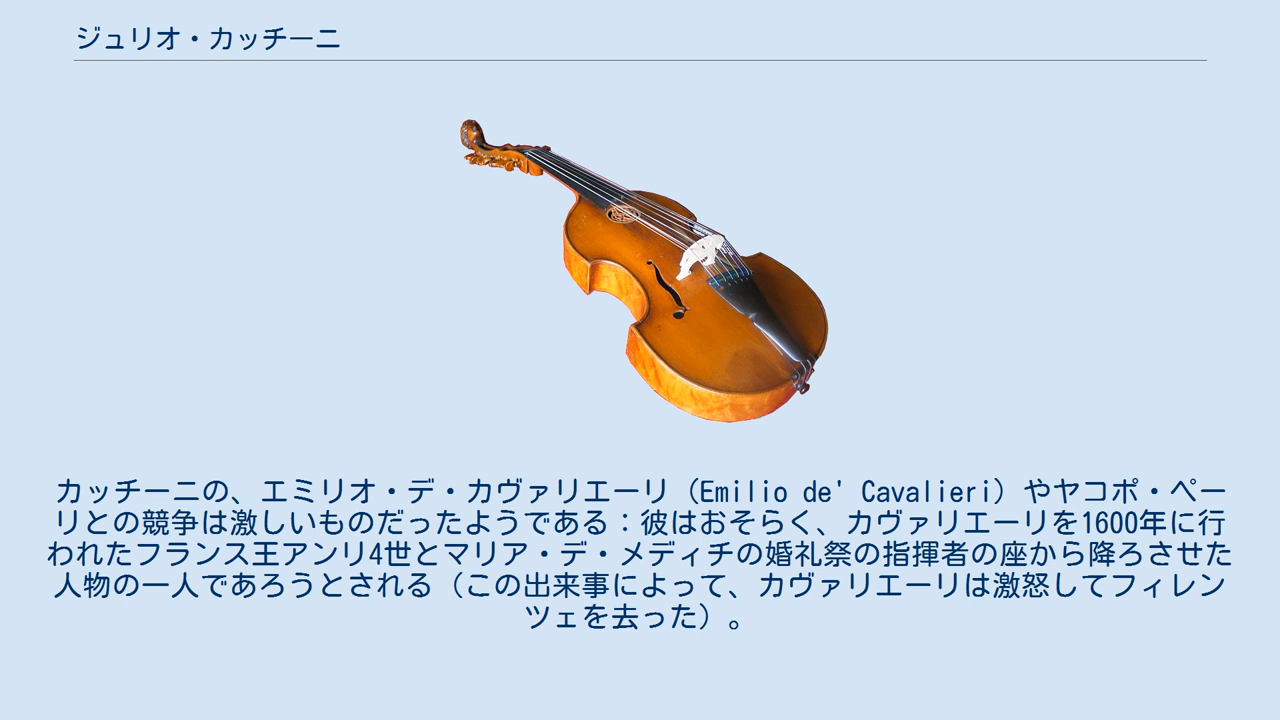 ジュリオ・カッチーニ
カッチーニの、エミリオ・デ・カヴァリエーリ（Emilio de' Cavalieri）やヤコポ・ペー
リとの競争は激しいものだったようである：彼はおそらく、カヴァリエーリを1600年に行
われたフランス王アンリ4世とマリア・デ・メディチの婚礼祭の指揮者の座から降ろさせた
人物の一人であろうとされる（この出来事によって、カヴァリエーリは激怒してフィレン
ツェを去った）。